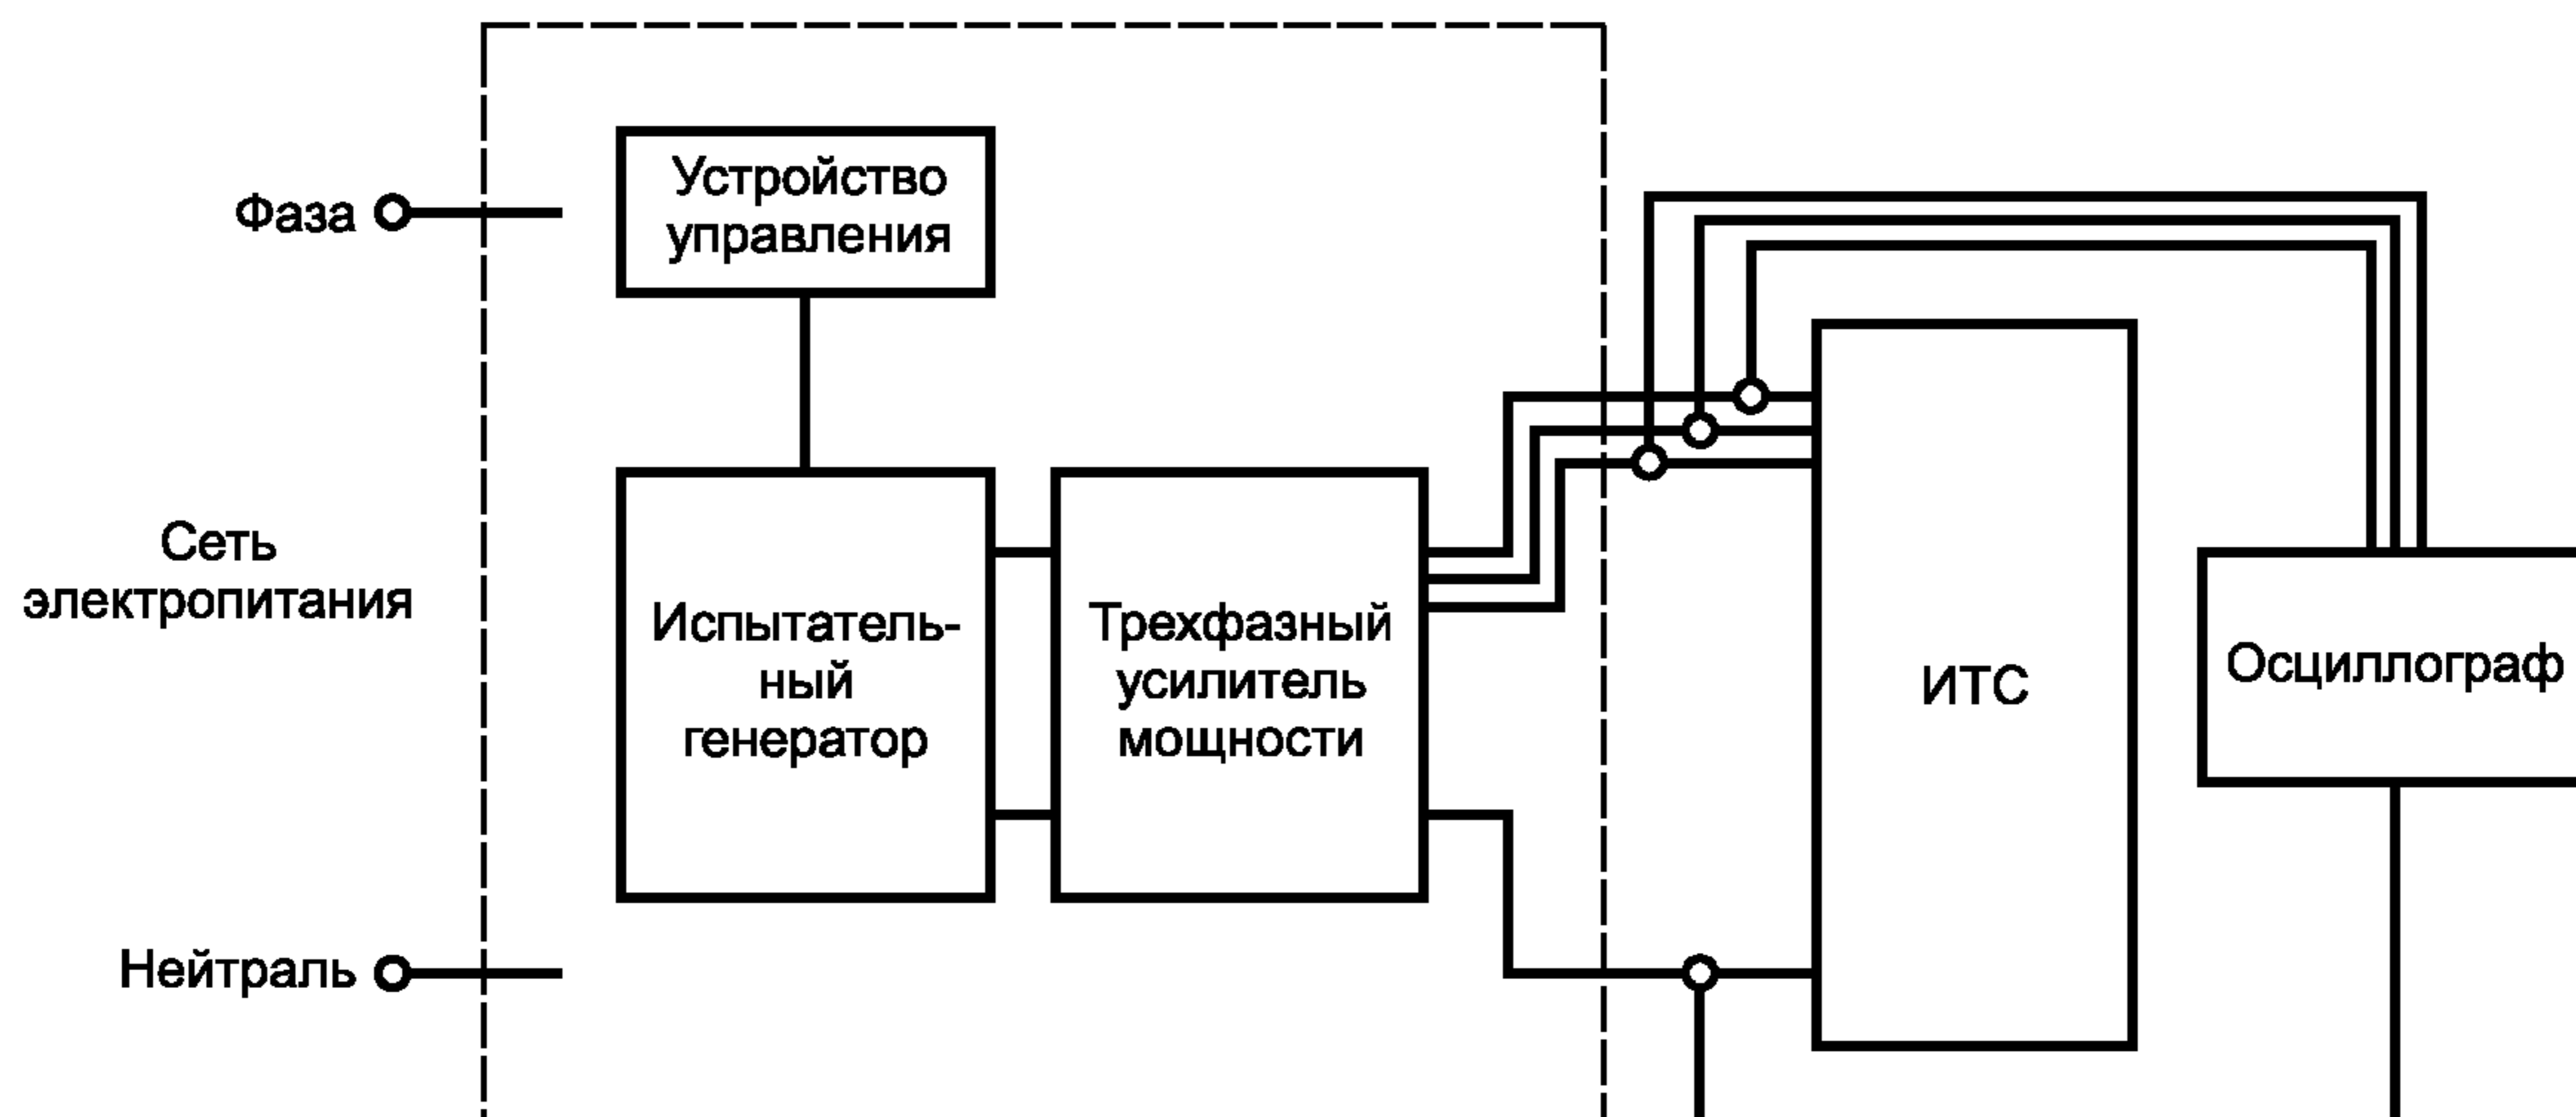 Устройство
управления
Фаза
Сеть
электропитания
Испытатель-
ный
генератор
Трехфазный
усилитель
мощности
ИТС
Осциллограф
Нейтраль